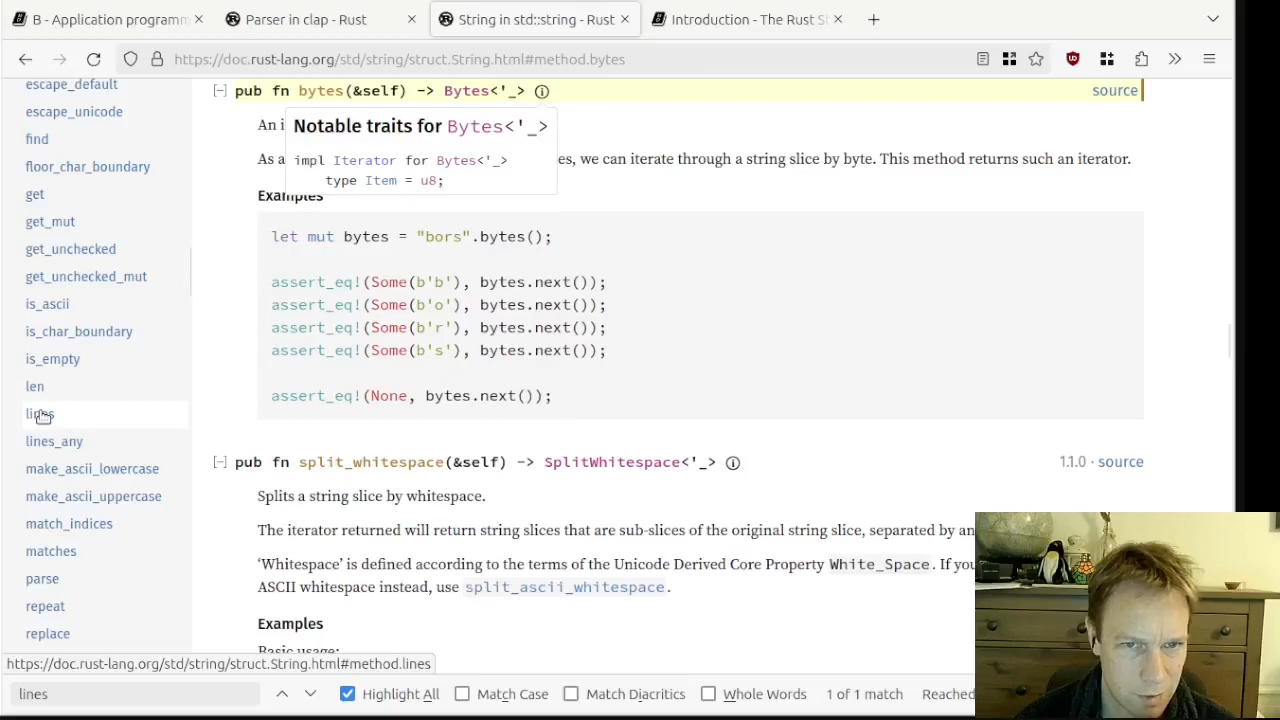 B - Application programm
Parser in clap - Rust
String in std::string - Rust
Introduction - The Rust S
https://doc.rust-lang.org/std/string/struct.String.html#method.bytes
escape_default
escape_unicode
find
floor_char_boundary
get
get_mut
get_unchecked
get_unchecked_mut
is_ascii
is_char_boundary
is_empty
len
lines
lines_any
make_ascii_lowercase
make_ascii_uppercase
match_indices
matches
parse
repeat
replace
[-] pub fn bytes(&self) -> Bytes<'_> ⓘ source
An i
Notable traits for Bytes<'_>
impl Iterator for Bytes<'_>
type Item = u8;
As a es, we can iterate through a string slice by byte. This method returns such an iterator.
Examples
let mut bytes = "bors".bytes();
assert_eq!(Some(b'b'), bytes.next());
assert_eq!(Some(b'o'), bytes.next());
assert_eq!(Some(b'r'), bytes.next());
assert_eq!(Some(b's'), bytes.next());
assert_eq!(None, bytes.next());
[-] pub fn split_whitespace(&self) -> SplitWhitespace<'_> ⓘ 1.1.0 · source
Splits a string slice by whitespace.
The iterator returned will return string slices that are sub-slices of the original string slice, separated by an
‘Whitespace’ is defined according to the terms of the Unicode Derived Core Property White_Space. If you
ASCII whitespace instead, use split_ascii_whitespace.
Examples
Basic usage:
https://doc.rust-lang.org/std/string/struct.String.html#method.lines
lines Highlight All Match Case Match Diacritics Whole Words 1 of 1 match Reached